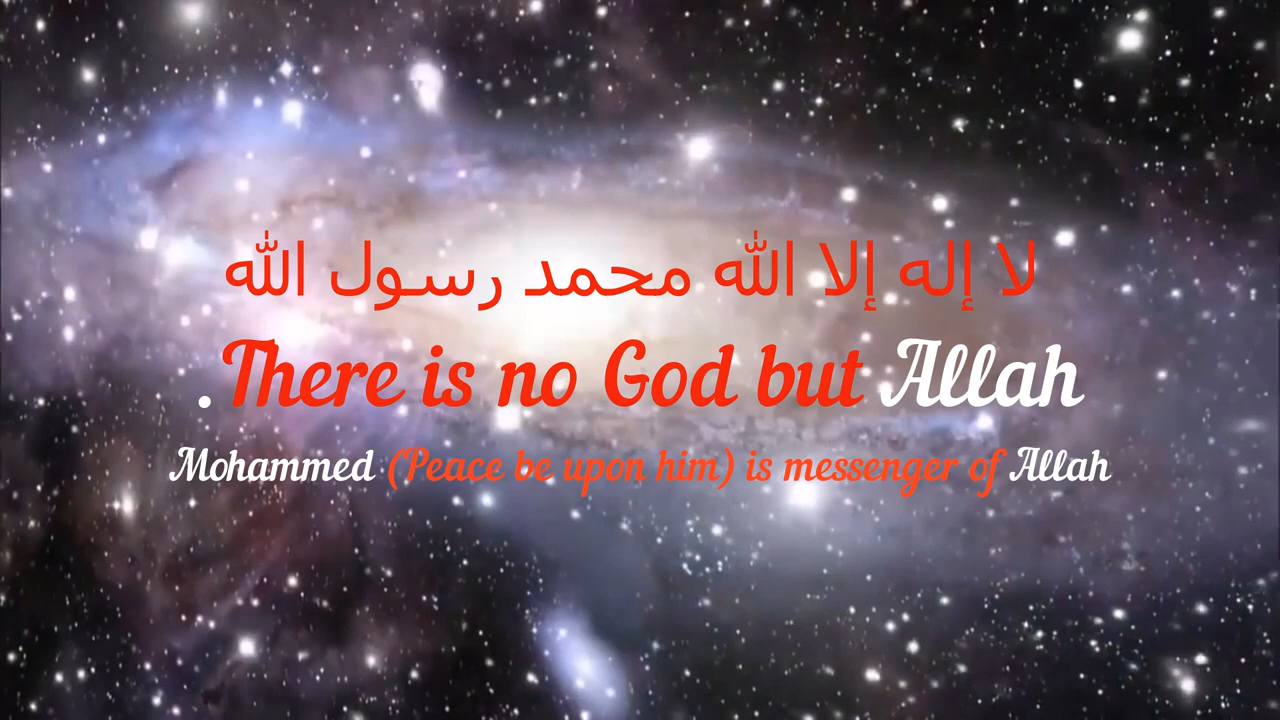 لا إله إلا الله محمد رسول الله
.There is no God but Allah
Mohammed (Peace be upon him) is messenger of Allah